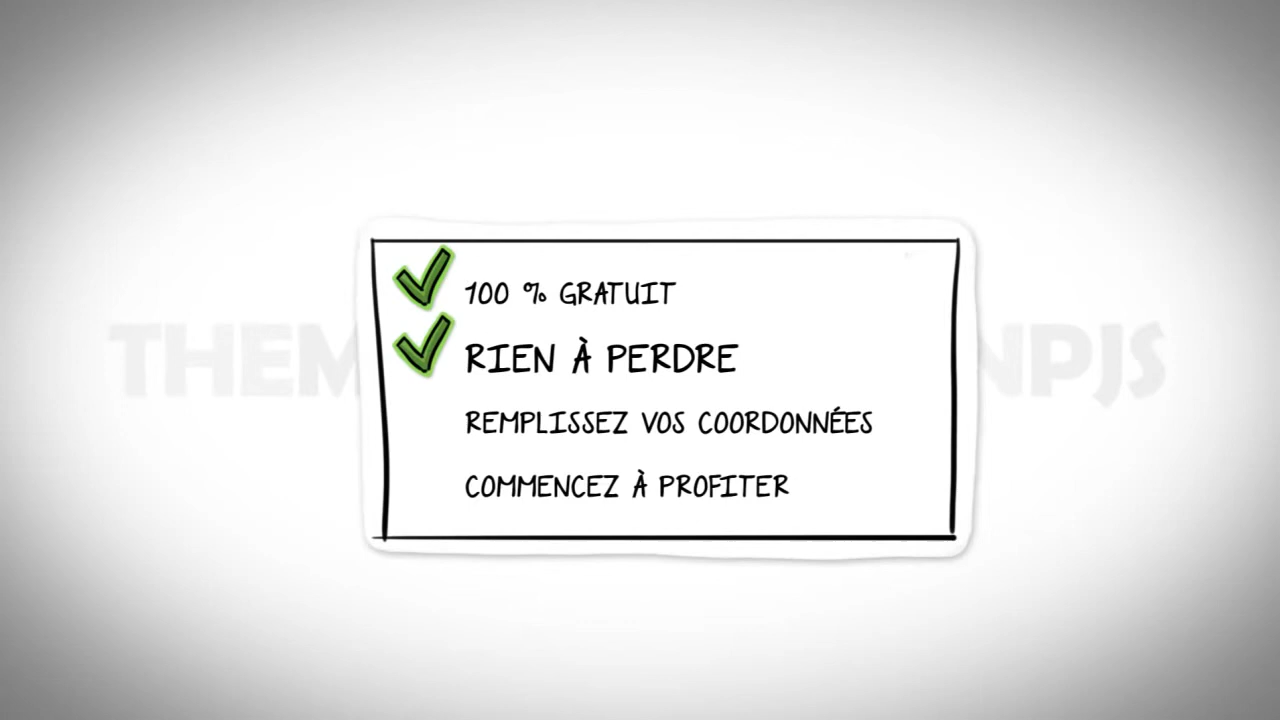 100 % GRATUIT
RIEN À PERDRE
REMPLISSEZ VOS COORDONNÉES
COMMENCEZ À PROFITER